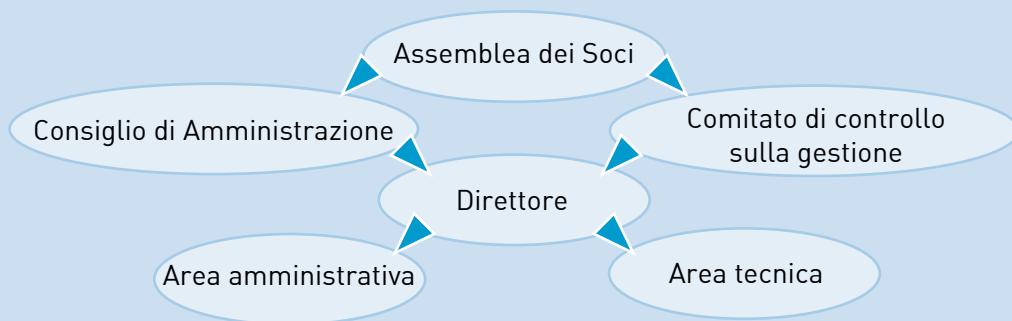 Assemblea dei Soci
Consiglio di Amministrazione
Comitato di controllo
sulla gestione
Direttore
Area amministrativa
Area tecnica